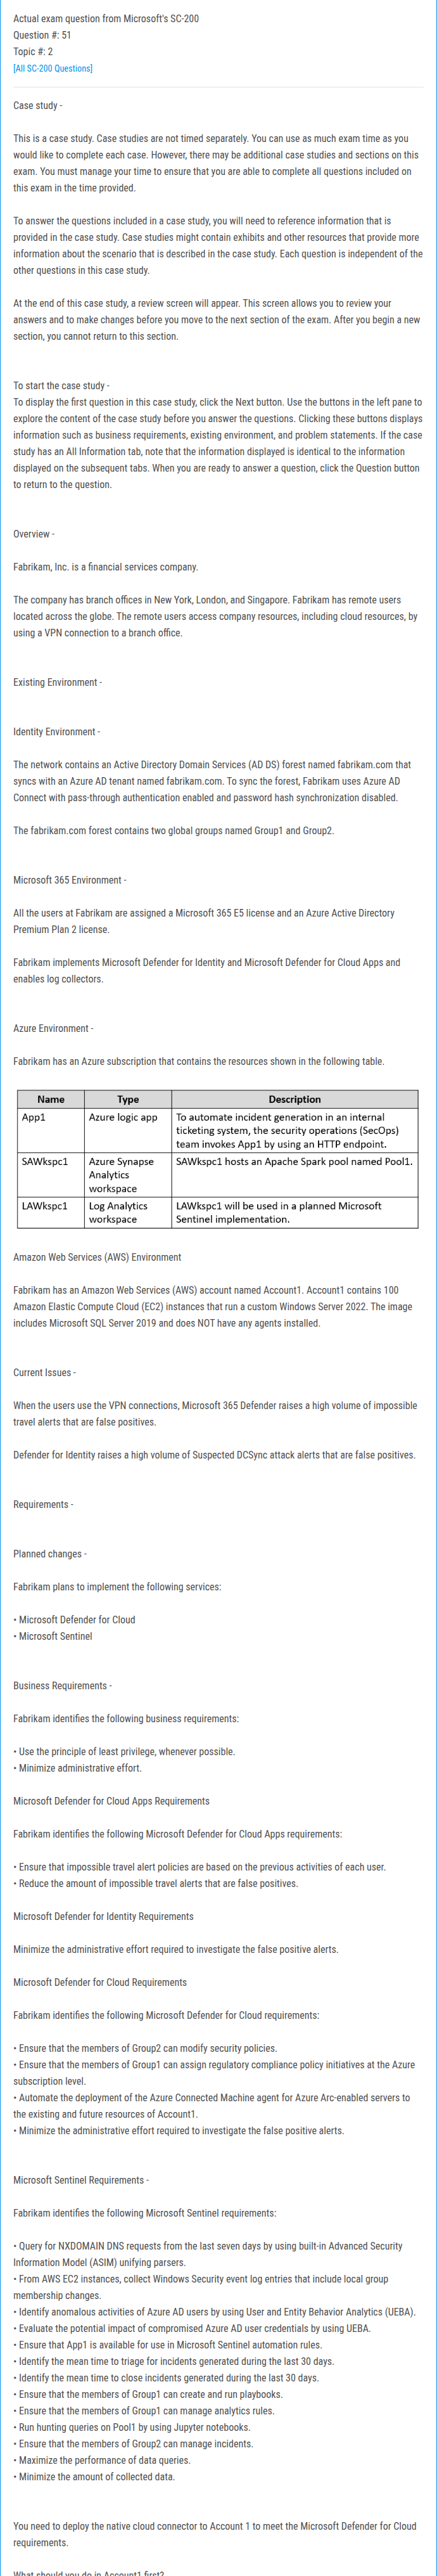 Actual exam question from Microsoft's SC-200
Question #: 51
Topic #: 2
[All SC-200 Questions]
Case study -
This is a case study. Case studies are not timed separately. You can use as much exam time as you
would like to complete each case. However, there may be additional case studies and sections on this
exam. You must manage your time to ensure that you are able to complete all questions included on
this exam in the time provided.
To answer the questions included in a case study, you will need to reference information that is
provided in the case study. Case studies might contain exhibits and other resources that provide more
information about the scenario that is described in the case study. Each question is independent of the
other questions in this case study.
At the end of this case study, a review screen will appear. This screen allows you to review your
answers and to make changes before you move to the next section of the exam. After you begin a new
section, you cannot return to this section.
To start the case study -
To display the first question in this case study, click the Next button. Use the buttons in the left pane to
explore the content of the case study before you answer the questions. Clicking these buttons displays
information such as business requirements, existing environment, and problem statements. If the case
study has an All Information tab, note that the information displayed is identical to the information
displayed on the subsequent tabs. When you are ready to answer a question, click the Question button
to return to the question.
Overview -
Fabrikam, Inc. is a financial services company.
The company has branch offices in New York, London, and Singapore. Fabrikam has remote users
located across the globe. The remote users access company resources, including cloud resources, by
using a VPN connection to a branch office.
Existing Environment -
Identity Environment -
The network contains an Active Directory Domain Services (AD DS) forest named fabrikam.com that
syncs with an Azure AD tenant named fabrikam.com. To sync the forest, Fabrikam uses Azure AD
Connect with pass-through authentication enabled and password hash synchronization disabled.
The fabrikam.com forest contains two global groups named Group1 and Group2.
Microsoft 365 Environment -
All the users at Fabrikam are assigned a Microsoft 365 E5 license and an Azure Active Directory
Premium Plan 2 license.
Fabrikam implements Microsoft Defender for Identity and Microsoft Defender for Cloud Apps and
enables log collectors.
Azure Environment -
Fabrikam has an Azure subscription that contains the resources shown in the following table.
Name Type Description
App1 Azure logic app To automate incident generation in an internal
ticketing system, the security operations (SecOps)
team invokes App1 by using an HTTP endpoint.
SAWkspc1 Azure Synapse SAWkspc1 hosts an Apache Spark pool named Pool1.
Analytics
workspace
LAWkspc1 Log Analytics LAWkspc1 will be used in a planned Microsoft
workspace Sentinel implementation.
Amazon Web Services (AWS) Environment
Fabrikam has an Amazon Web Services (AWS) account named Account1. Account1 contains 100
Amazon Elastic Compute Cloud (EC2) instances that run a custom Windows Server 2022. The image
includes Microsoft SQL Server 2019 and does NOT have any agents installed.
Current Issues -
When the users use the VPN connections, Microsoft 365 Defender raises a high volume of impossible
travel alerts that are false positives.
Defender for Identity raises a high volume of Suspected DCSync attack alerts that are false positives.
Requirements -
Planned changes -
Fabrikam plans to implement the following services:
• Microsoft Defender for Cloud
• Microsoft Sentinel
Business Requirements -
Fabrikam identifies the following business requirements:
• Use the principle of least privilege, whenever possible.
• Minimize administrative effort.
Microsoft Defender for Cloud Apps Requirements
Fabrikam identifies the following Microsoft Defender for Cloud Apps requirements:
• Ensure that impossible travel alert policies are based on the previous activities of each user.
• Reduce the amount of impossible travel alerts that are false positives.
Microsoft Defender for Identity Requirements
Minimize the administrative effort required to investigate the false positive alerts.
Microsoft Defender for Cloud Requirements
Fabrikam identifies the following Microsoft Defender for Cloud requirements:
• Ensure that the members of Group2 can modify security policies.
• Ensure that the members of Group1 can assign regulatory compliance policy initiatives at the Azure
subscription level.
• Automate the deployment of the Azure Connected Machine agent for Azure Arc-enabled servers to
the existing and future resources of Account1.
• Minimize the administrative effort required to investigate the false positive alerts.
Microsoft Sentinel Requirements -
Fabrikam identifies the following Microsoft Sentinel requirements:
• Query for NXDOMAIN DNS requests from the last seven days by using built-in Advanced Security
Information Model (ASIM) unifying parsers.
• From AWS EC2 instances, collect Windows Security event log entries that include local group
membership changes.
• Identify anomalous activities of Azure AD users by using User and Entity Behavior Analytics (UEBA).
• Evaluate the potential impact of compromised Azure AD user credentials by using UEBA.
• Ensure that App1 is available for use in Microsoft Sentinel automation rules.
• Identify the mean time to triage for incidents generated during the last 30 days.
• Identify the mean time to close incidents generated during the last 30 days.
• Ensure that the members of Group1 can create and run playbooks.
• Ensure that the members of Group1 can manage analytics rules.
• Run hunting queries on Pool1 by using Jupyter notebooks.
• Ensure that the members of Group2 can manage incidents.
• Maximize the performance of data queries.
• Minimize the amount of collected data.
You need to deploy the native cloud connector to Account 1 to meet the Microsoft Defender for Cloud
requirements.
What should you do in Account1 first?